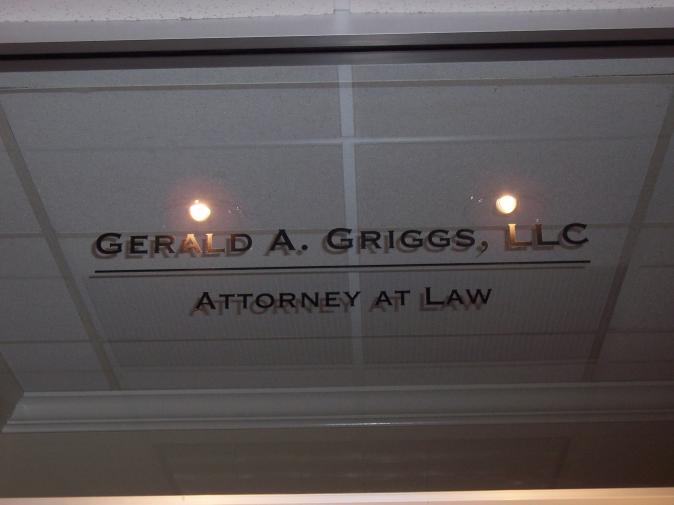 Gerald A. Griggs, LLC
Attorney at Law